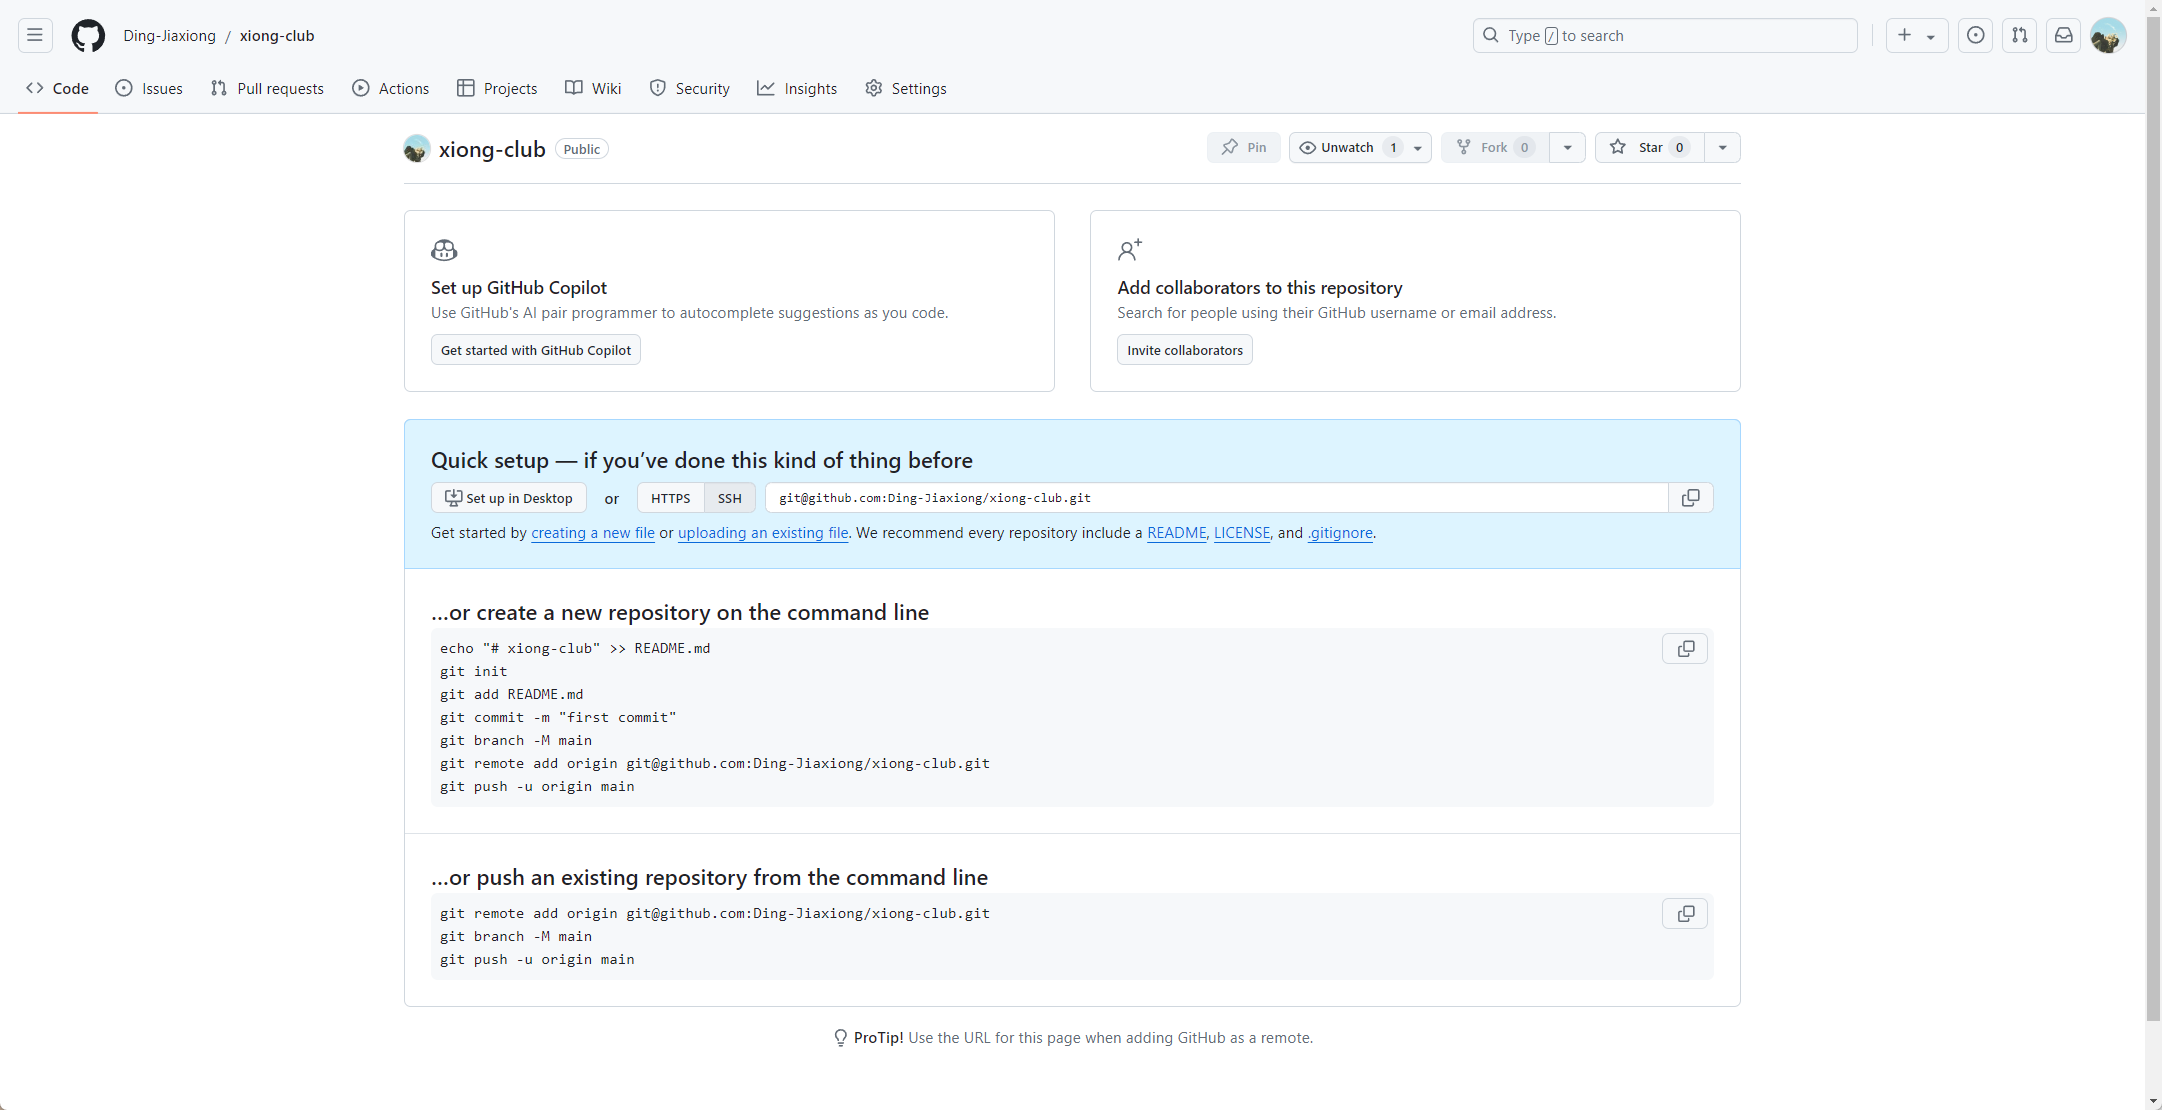 Ding-Jiaxiong / xiong-club
Type / to search
Code Issues Pull requests Actions Projects Wiki Security Insights Settings
xiong-club Public
Pin Unwatch 1 Fork 0 Star 0
Set up GitHub Copilot
Use GitHub's AI pair programmer to autocomplete suggestions as you code.
Get started with GitHub Copilot
Add collaborators to this repository
Search for people using their GitHub username or email address.
Invite collaborators
Quick setup — if you’ve done this kind of thing before
Set up in Desktop or HTTPS SSH git@github.com:Ding-Jiaxiong/xiong-club.git
Get started by creating a new file or uploading an existing file. We recommend every repository include a README, LICENSE, and .gitignore.
…or create a new repository on the command line
echo "# xiong-club" >> README.md
git init
git add README.md
git commit -m "first commit"
git branch -M main
git remote add origin git@github.com:Ding-Jiaxiong/xiong-club.git
git push -u origin main
…or push an existing repository from the command line
git remote add origin git@github.com:Ding-Jiaxiong/xiong-club.git
git branch -M main
git push -u origin main
ProTip! Use the URL for this page when adding GitHub as a remote.